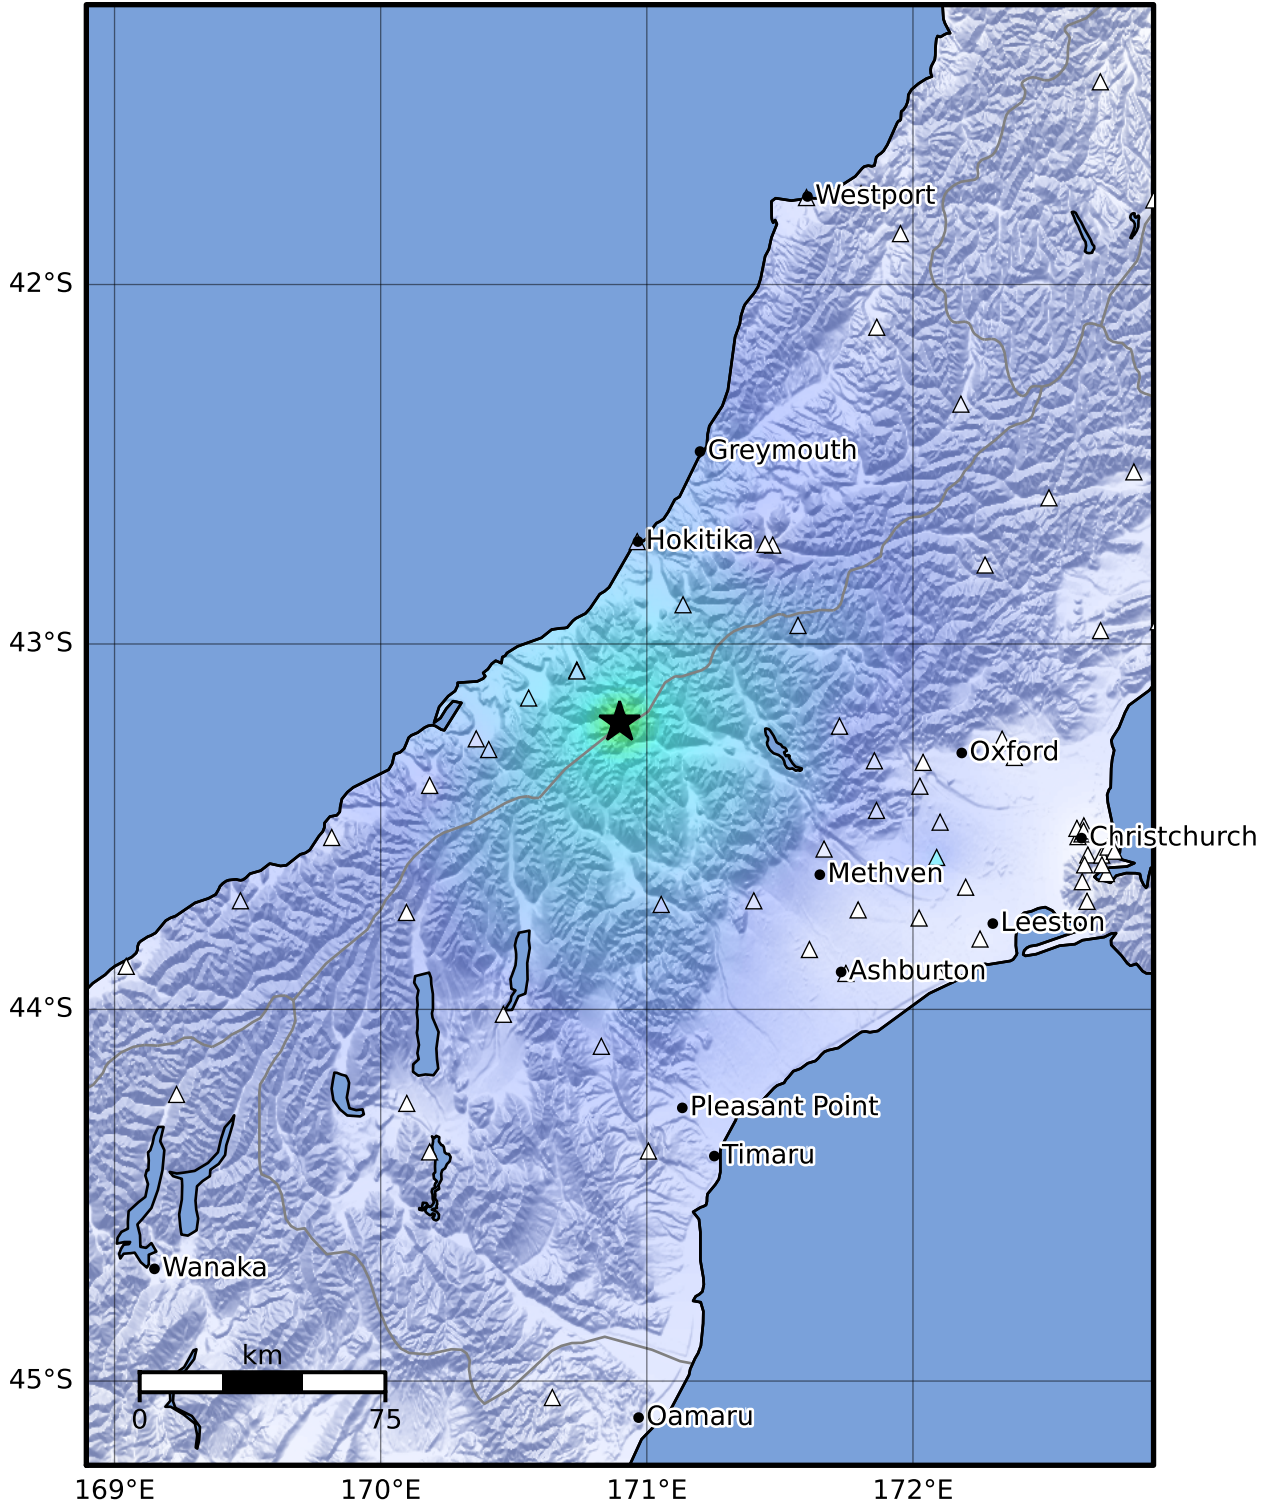 Westport
42°S
Greymouth
Hokitika
43°S
Oxford
Christchurch
Methven
Leeston
Ashburton
44°S
Pleasant Point
Timaru
Wanaka
km
45°S
0
75
Oamaru
169°E
170°E
171°E
172°E